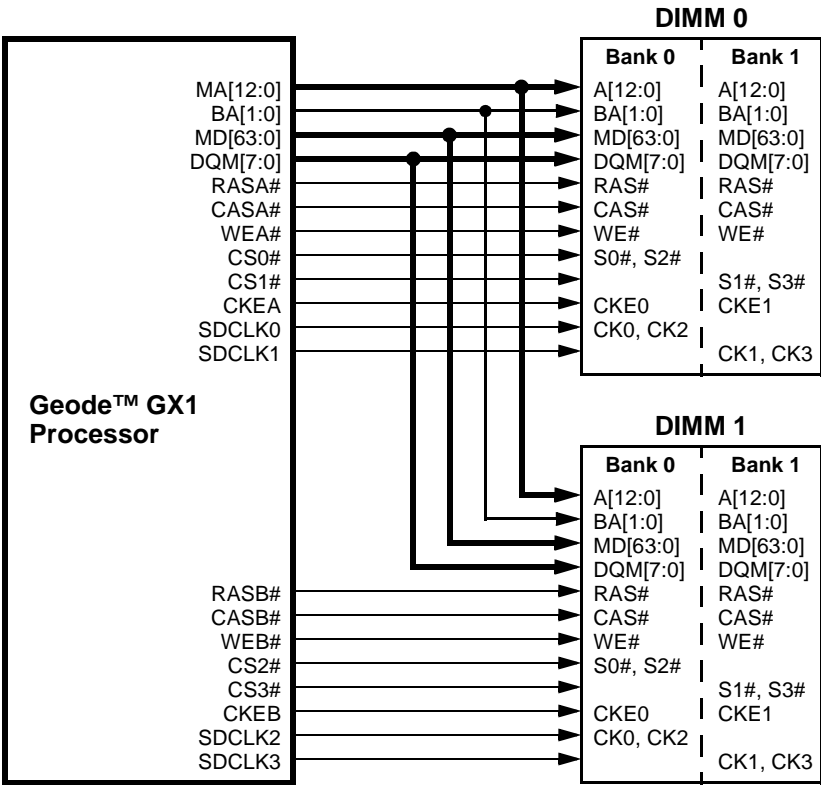 DIMM 0
Bank 0 Bank 1
MA[12:0] A[12:0] A[12:0]
BA[1:0] BA[1:0] BA[1:0]
MD[63:0] MD[63:0] MD[63:0]
DQM[7:0] DQM[7:0] DQM[7:0]
RASA# RAS# RAS#
CASA# CAS# CAS#
WEA# WE# WE#
CS0# S0#, S2#
CS1# S1#, S3#
CKEA CKE0 CKE1
SDCLK0 CK0, CK2
SDCLK1 CK1, CK3
Geode™ GX1
Processor
DIMM 1
Bank 0 Bank 1
A[12:0] A[12:0]
BA[1:0] BA[1:0]
MD[63:0] MD[63:0]
DQM[7:0] DQM[7:0]
RASB# RAS# RAS#
CASB# CAS# CAS#
WEB# WE# WE#
CS2# S0#, S2#
CS3# S1#, S3#
CKEB CKE0 CKE1
SDCLK2 CK0, CK2
SDCLK3 CK1, CK3